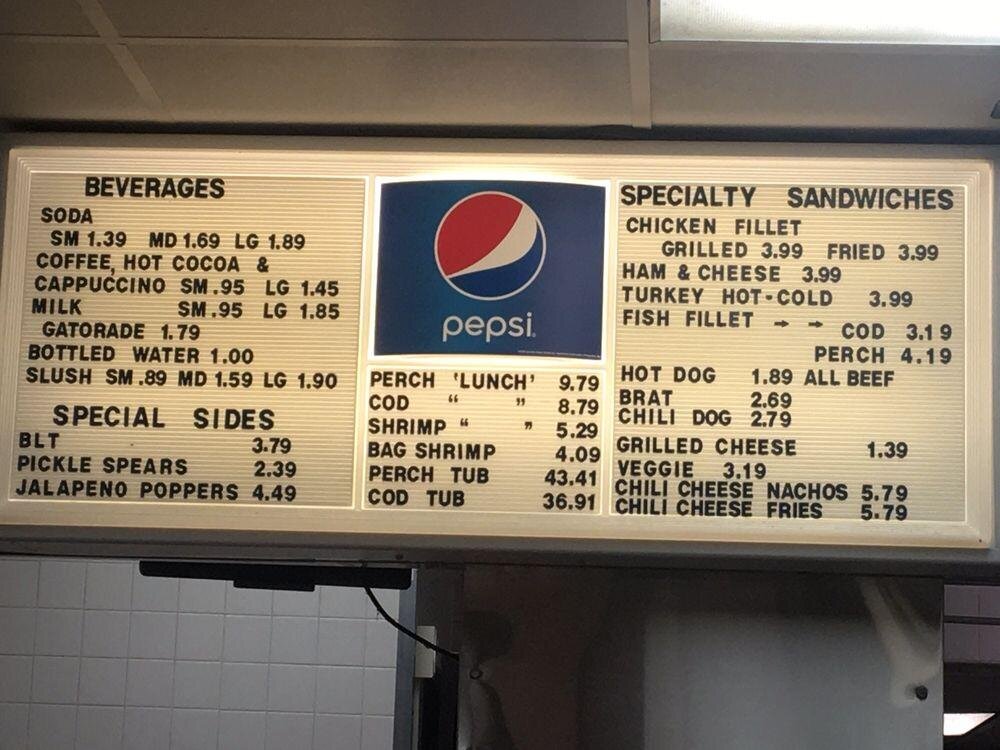 BEVERAGES
SODA
SM 1.39 MD 1.69 LG 1.89
COFFEE, HOT COCOA &
CAPPUCCINO SM .95 LG 1.45
MILK SM .95 LG 1.85
GATORADE 1.79
BOTTLED WATER 1.00
SLUSH SM .89 MD 1.59 LG 1.90
SPECIAL SIDES
BLT 3.79
PICKLE SPEARS 2.39
JALAPENO POPPERS 4.49
pepsi
PERCH 'LUNCH' 9.79
COD “ ” 8.79
SHRIMP “ ” 5.29
BAG SHRIMP 4.09
PERCH TUB 43.41
COD TUB 36.91
SPECIALTY SANDWICHES
CHICKEN FILLET
GRILLED 3.99 FRIED 3.99
HAM & CHEESE 3.99
TURKEY HOT-COLD 3.99
FISH FILLET → → COD 3.19
PERCH 4.19
HOT DOG 1.89 ALL BEEF
BRAT 2.69
CHILI DOG 2.79
GRILLED CHEESE 1.39
VEGGIE 3.19
CHILI CHEESE NACHOS 5.79
CHILI CHEESE FRIES 5.79